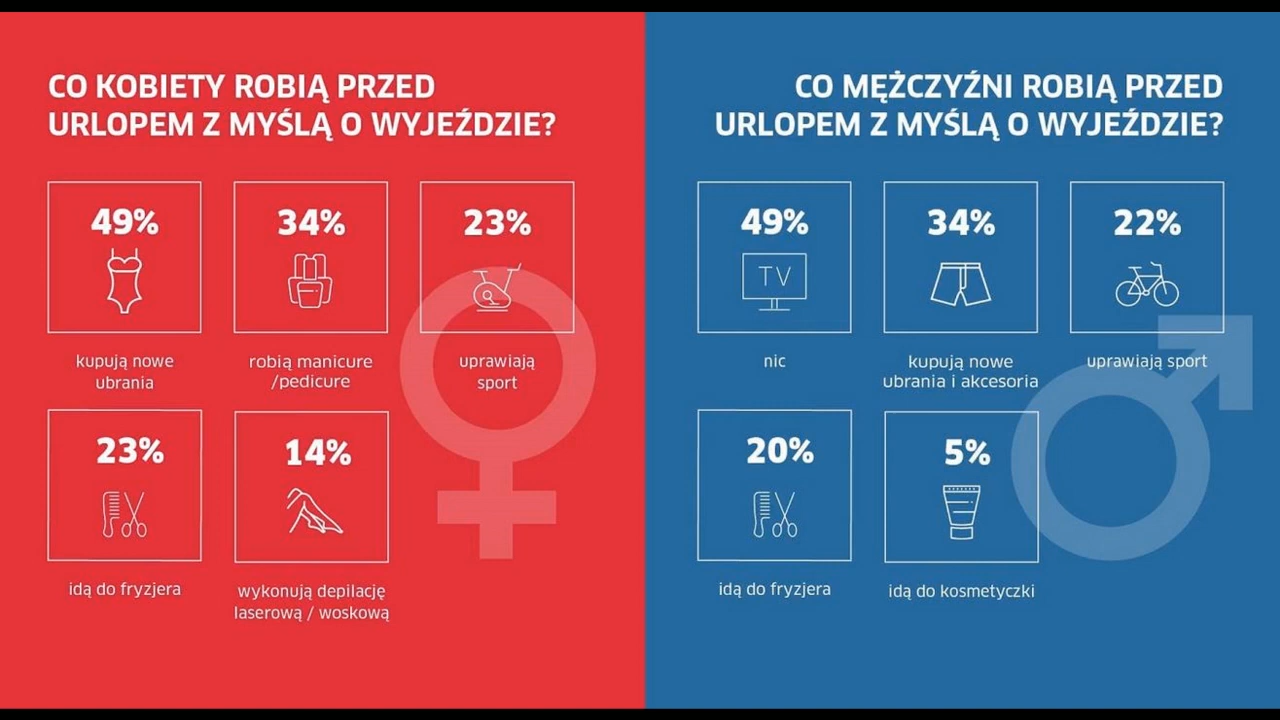 CO KOBIETY ROBIĄ PRZED
URLOPEM Z MYŚLĄ O WYJEŹDZIE?
49%
kupują nowe
ubrania
34%
robią manicure
/pedicure
23%
uprawiają
sport
23%
idą do fryzjera
14%
wykonują depilację
laserową / woskową
CO MĘŻCZYŹNI ROBIĄ PRZED
URLOPEM Z MYŚLĄ O WYJEŹDZIE?
49%
TV
nic
34%
kupują nowe
ubrania i akcesoria
22%
uprawiają sport
20%
idą do fryzjera
5%
idą do kosmetyczki